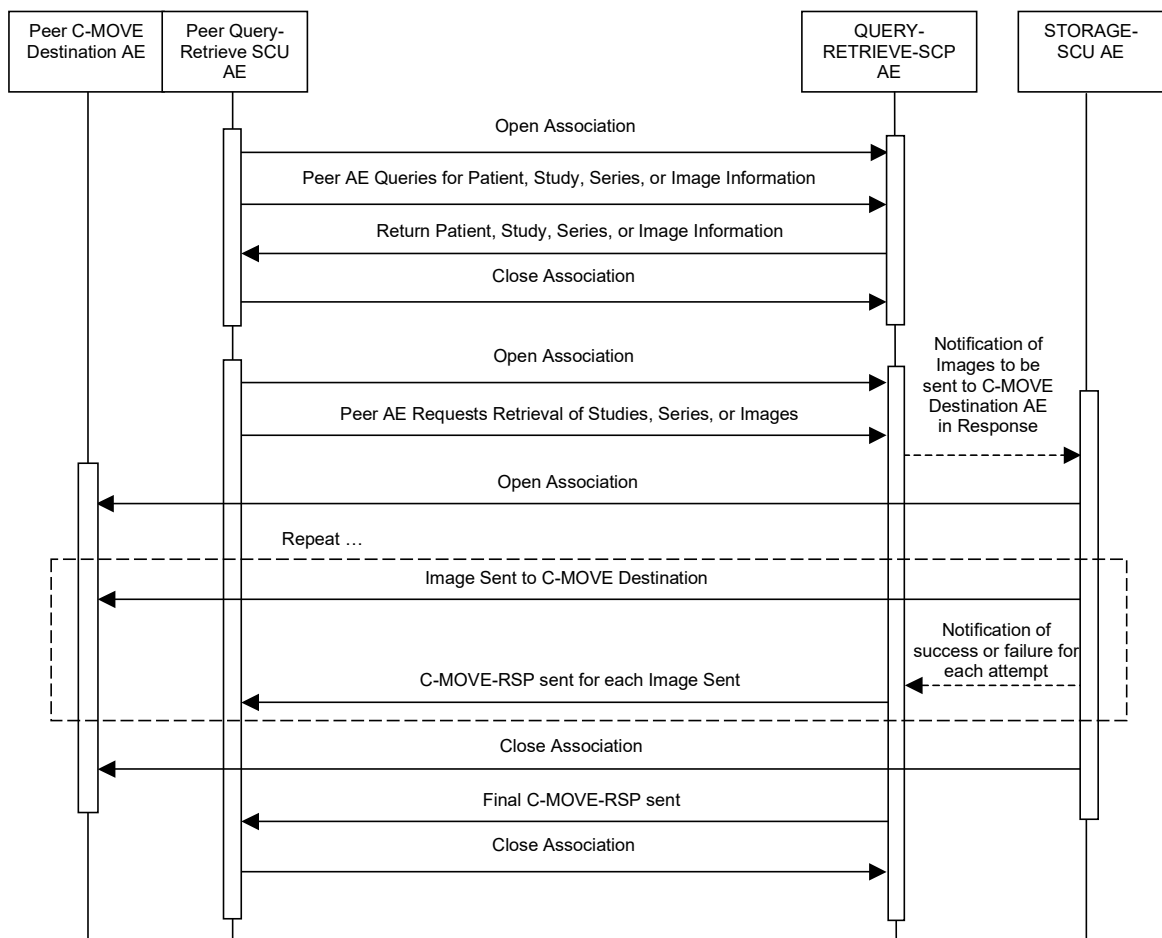 Peer C-MOVE
Destination AE
Peer Query-
Retrieve SCU
AE
QUERY-
RETRIEVE-SCP
AE
STORAGE-
SCU AE
Open Association
Peer AE Queries for Patient, Study, Series, or Image Information
Return Patient, Study, Series, or Image Information
Close Association
Open Association
Notification of
Images to be
sent to C-MOVE
Destination AE
in Response
Peer AE Requests Retrieval of Studies, Series, or Images
Open Association
Repeat …
Image Sent to C-MOVE Destination
Notification of
success or failure for
each attempt
C-MOVE-RSP sent for each Image Sent
Close Association
Final C-MOVE-RSP sent
Close Association